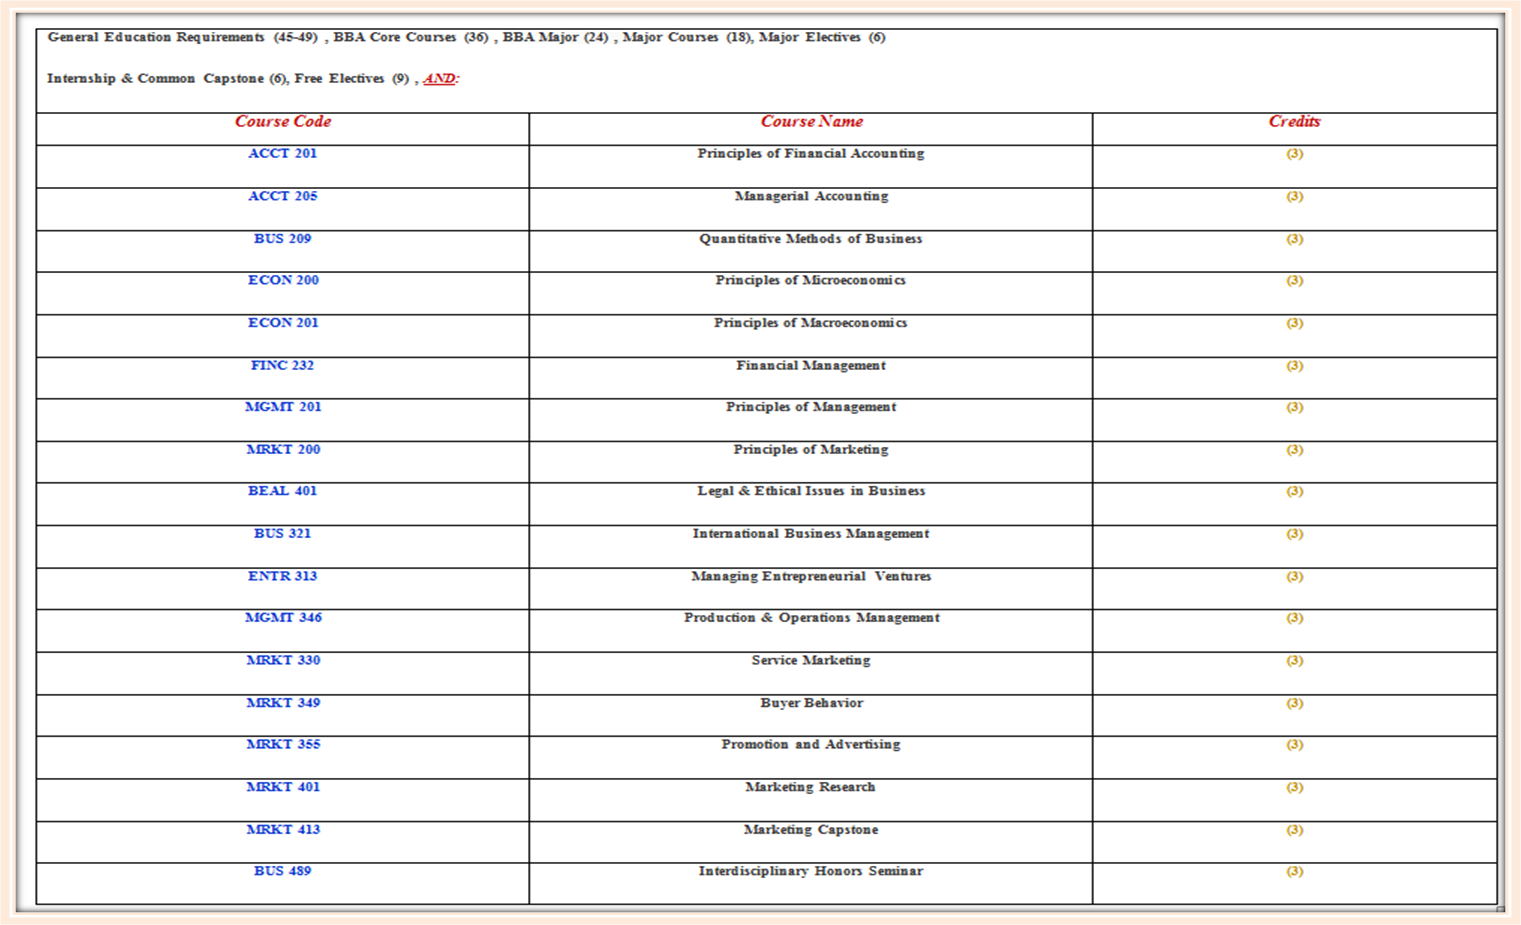 General Education Requirements (45-49) , BBA Core Courses (36) , BBA Major (24) , Major Courses (18), Major Electives (6)
Internship & Common Capstone (6), Free Electives (9) , AND:
Course Code Course Name Credits
ACCT 201 Principles of Financial Accounting (3)
ACCT 205 Managerial Accounting (3)
BUS 209 Quantitative Methods of Business (3)
ECON 200 Principles of Microeconomics (3)
ECON 201 Principles of Macroeconomics (3)
FINC 232 Financial Management (3)
MGMT 201 Principles of Management (3)
MRKT 200 Principles of Marketing (3)
BEAL 401 Legal & Ethical Issues in Business (3)
BUS 321 International Business Management (3)
ENTR 313 Managing Entrepreneurial Ventures (3)
MGMT 346 Production & Operations Management (3)
MRKT 330 Service Marketing (3)
MRKT 349 Buyer Behavior (3)
MRKT 355 Promotion and Advertising (3)
MRKT 401 Marketing Research (3)
MRKT 413 Marketing Capstone (3)
BUS 489 Interdisciplinary Honors Seminar (3)